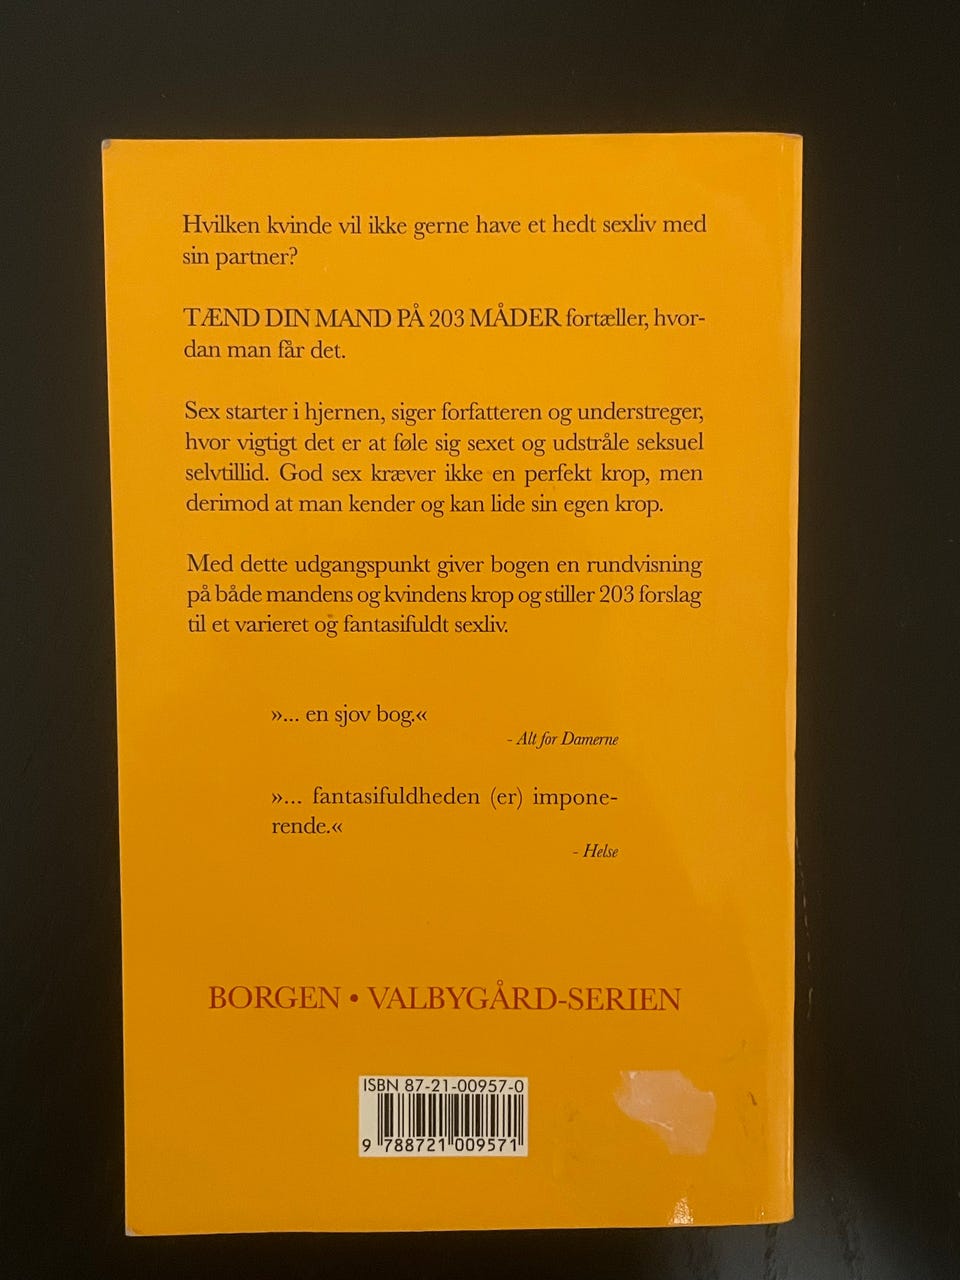 Hvilken kvinde vil ikke gerne have et hedt sexliv med
sin partner?
TÆND DIN MAND PÅ 203 MÅDER fortæller, hvor-
dan man får det.
Sex starter i hjernen, siger forfatteren og understreger,
hvor vigtigt det er at føle sig sexet og udstråle seksuel
selvtillid. God sex kræver ikke en perfekt krop, men
derimod at man kender og kan lide sin egen krop.
Med dette udgangspunkt giver bogen en rundvisning
på både mandens og kvindens krop og stiller 203 forslag
til et varieret og fantasifuldt sexliv.
»... en sjov bog.«
- Alt for Damerne
»... fantasifuldheden (er) impone-
rende.«
- Helse
BORGEN • VALBYGÅRD-SERIEN
ISBN 87-21-00957-0
9 788721 009571